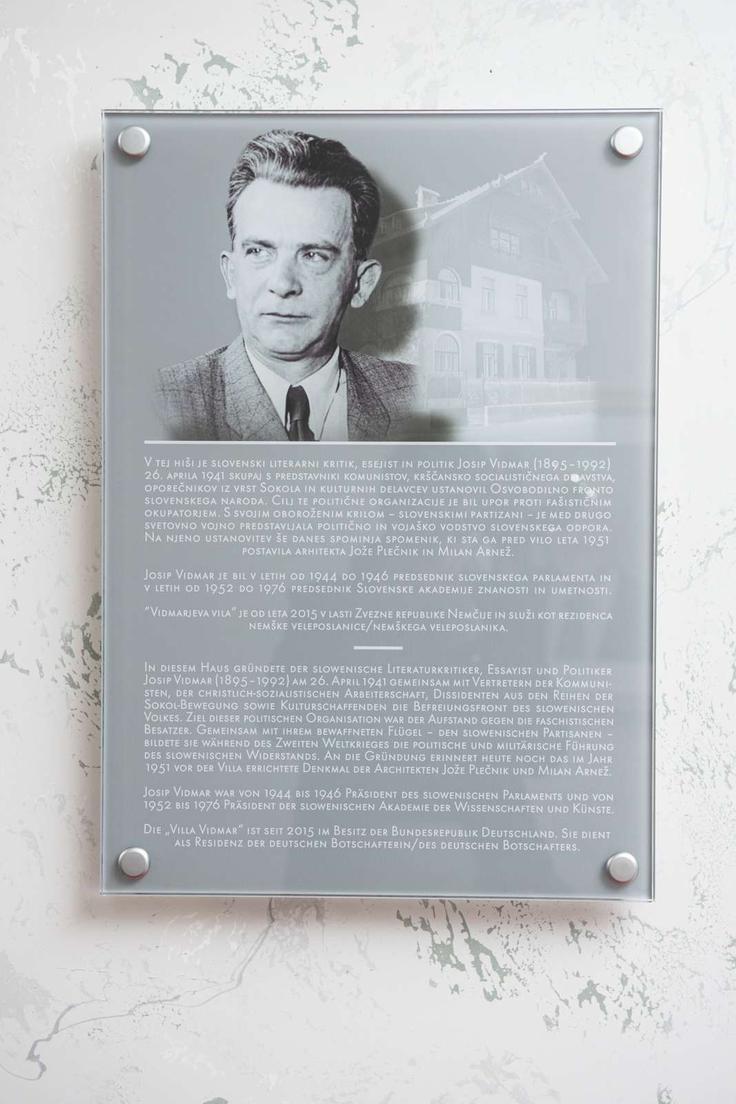 V tej hiši je slovenski literarni kritik, esejist in politik Josip Vidmar (1895–1992)
26. aprila 1941 skupaj s predstavniki komunistov, krščansko socialističnega delavstva,
oporečnikov iz vrst Sokola in kulturnih delavcev ustanovil Osvobodilno fronto
slovenskega naroda. Cilj te politične organizacije je bil upor proti fašističnim
okupatorjem. S svojim oboroženim krilom – slovenskimi partizani – je med drugo
svetovno vojno predstavljala politično in vojaško vodstvo slovenskega odpora.
Na njeno ustanovitev še danes spominja spomenik, ki sta ga pred vilo leta 1951
postavila arhitekta Jože Plečnik in Milan Arnež.
Josip Vidmar je bil v letih od 1944 do 1946 predsednik slovenskega parlamenta in
v letih od 1952 do 1976 predsednik Slovenske akademije znanosti in umetnosti.
"Vidmarjeva vila" je od leta 2015 v lasti Zvezne republike Nemčije in služi kot rezidenca
nemške veleposlanice/nemškega veleposlanika.
In diesem Haus gründete der slowenische Literaturkritiker, Essayist und Politiker
Josip Vidmar (1895–1992) am 26. April 1941 gemeinsam mit Vertretern der Kommuni-
sten, der christlich-sozialistischen Arbeiterschaft, Dissidenten aus den Reihen der
Sokol-Bewegung sowie Kulturschaffenden die Befreiungsfront des slowenischen
Volkes. Ziel dieser politischen Organisation war der Aufstand gegen die faschistischen
Besatzer. Gemeinsam mit ihrem bewaffneten Flügel – den slowenischen Partisanen –
bildete sie während des Zweiten Weltkrieges die politische und militärische Führung
des slowenischen Widerstands. An die Gründung erinnert heute noch das im Jahr
1951 vor der Villa errichtete Denkmal der Architekten Jože Plečnik und Milan Arnež.
Josip Vidmar war von 1944 bis 1946 Präsident des slowenischen Parlaments und von
1952 bis 1976 Präsident der slowenischen Akademie der Wissenschaften und Künste.
Die „Villa Vidmar" ist seit 2015 im Besitz der Bundesrepublik Deutschland. Sie dient
als Residenz der deutschen Botschafterin/des deutschen Botschafters.